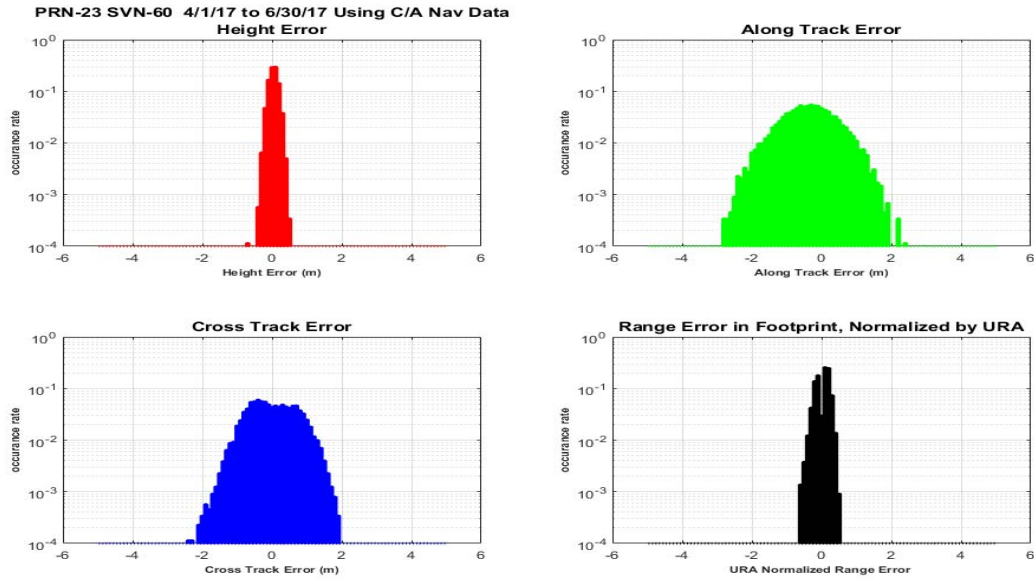 PRN-23 SVN-60 4/1/17 to 6/30/17 Using C/A Nav Data
Height Error
10^0
10^-1
10^-2
10^-3
10^-4
occurance rate
-6 -4 -2 0 2 4 6
Height Error (m)
Along Track Error
10^0
10^-1
10^-2
10^-3
10^-4
occurance rate
-6 -4 -2 0 2 4 6
Along Track Error (m)
Cross Track Error
10^0
10^-1
10^-2
10^-3
10^-4
occurance rate
-6 -4 -2 0 2 4 6
Cross Track Error (m)
Range Error in Footprint, Normalized by URA
10^0
10^-1
10^-2
10^-3
10^-4
occurance rate
-6 -4 -2 0 2 4 6
URA Normalized Range Error